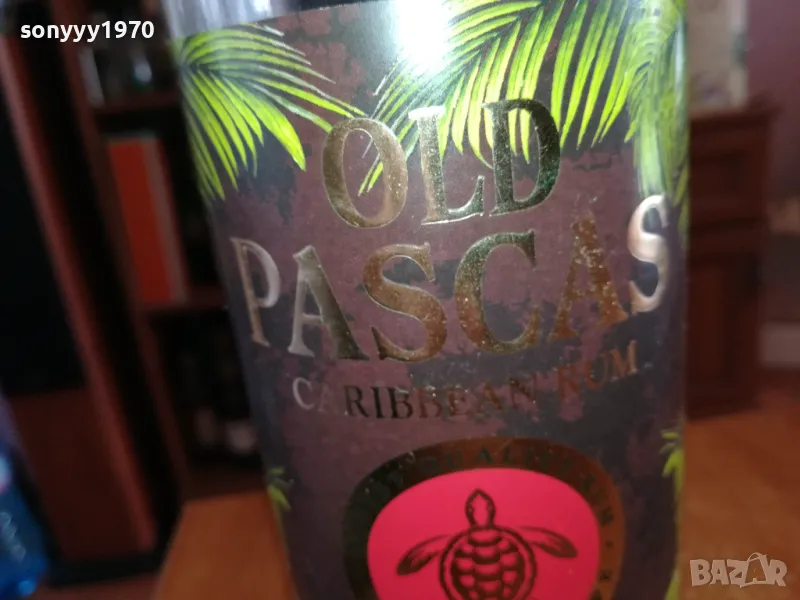 sonyyy1970
OLD
PASCAS
CARIBBEAN RUM
BAZAR